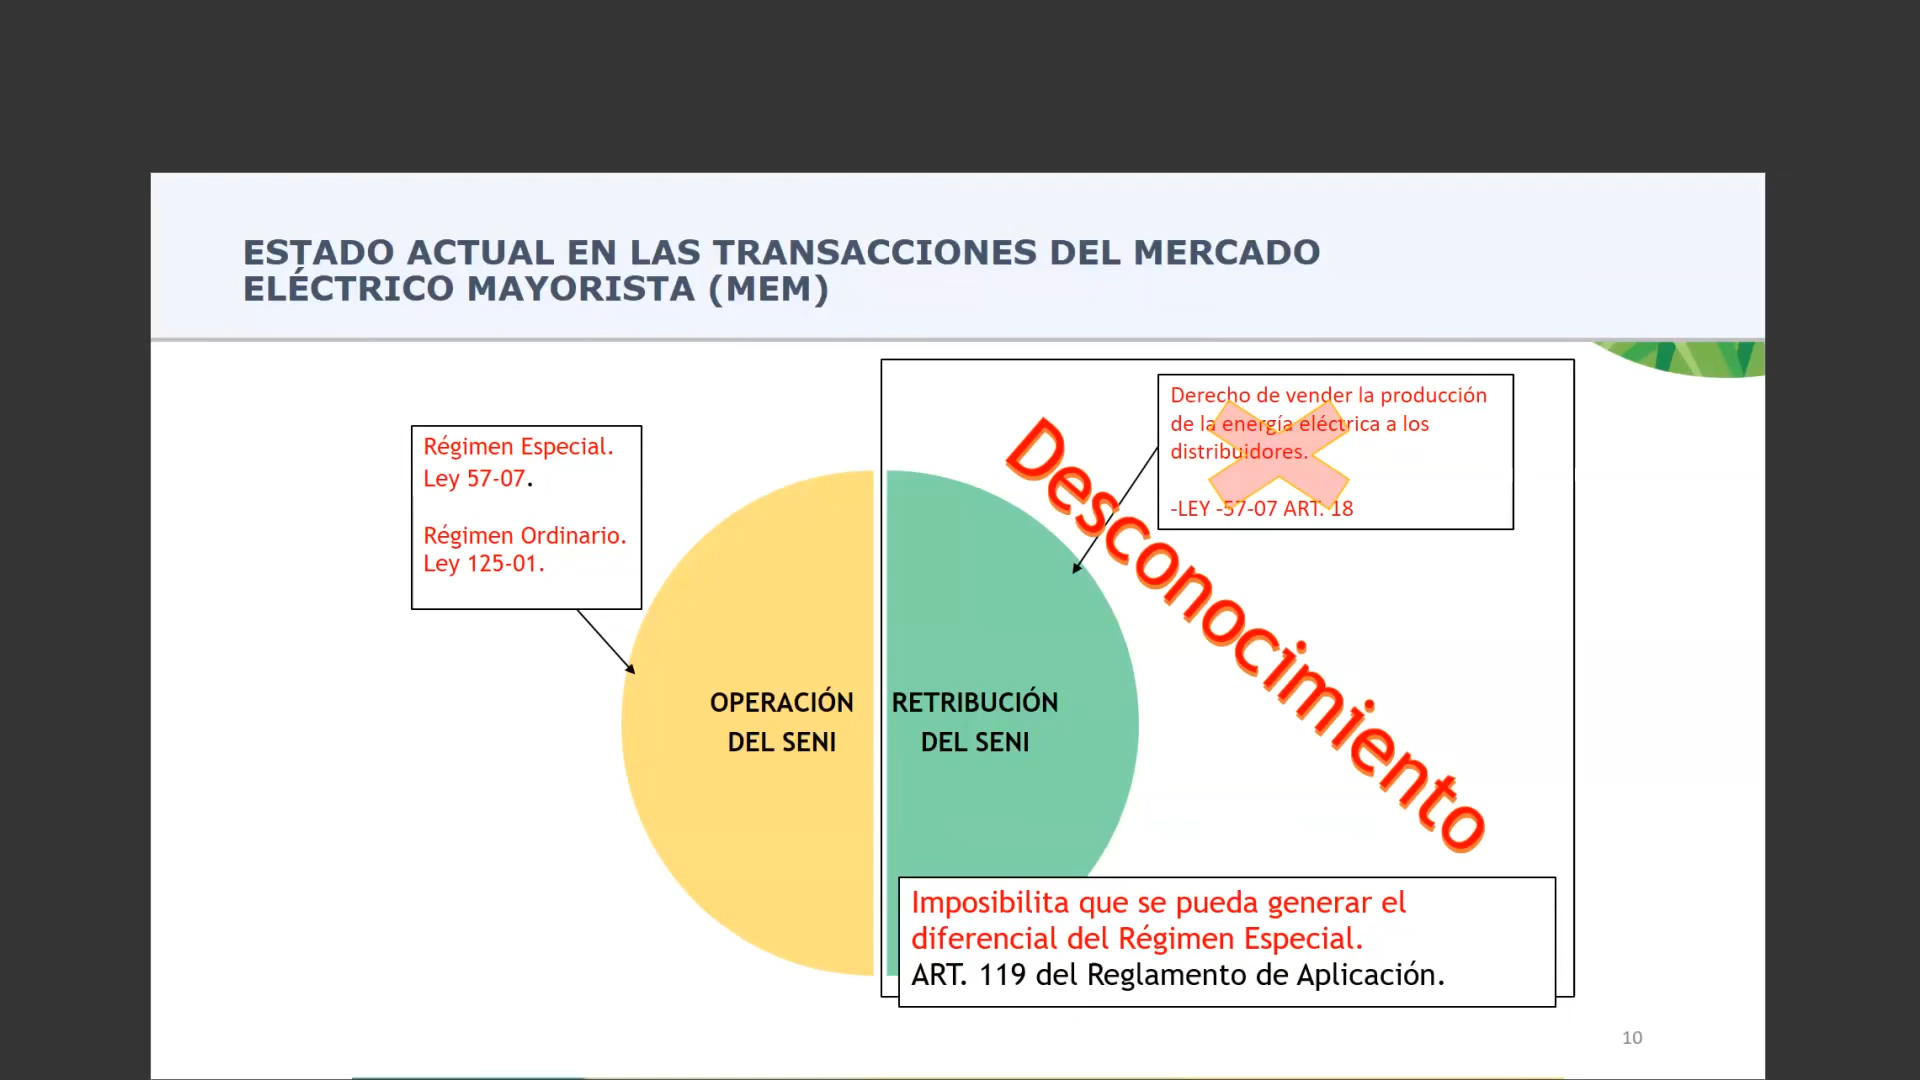 ESTADO ACTUAL EN LAS TRANSACCIONES DEL MERCADO
ELÉCTRICO MAYORISTA (MEM)
Régimen Especial.
Ley 57-07.
Régimen Ordinario.
Ley 125-01.
OPERACIÓN
DEL SENI
RETRIBUCIÓN
DEL SENI
Derecho de vender la producción
de la energía eléctrica a los
distribuidores.
-LEY -57-07 ART. 18
Desconocimiento
Imposibilita que se pueda generar el
diferencial del Régimen Especial.
ART. 119 del Reglamento de Aplicación.
10